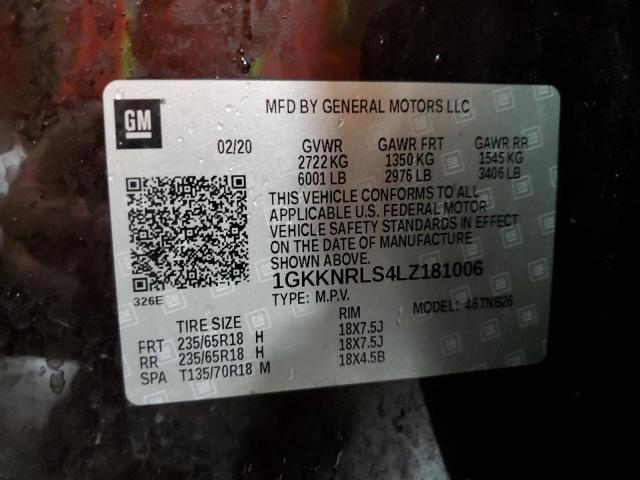 GM
MFD BY GENERAL MOTORS LLC
02/20 GVWR GAWR FRT GAWR RR
2722 KG 1350 KG 1545 KG
6001 LB 2976 LB 3406 LB
THIS VEHICLE CONFORMS TO ALL
APPLICABLE U.S. FEDERAL MOTOR
VEHICLE SAFETY STANDARDS IN EFFECT
ON THE DATE OF MANUFACTURE
SHOWN ABOVE.
1GKKNRLS4LZ181006
326E
TYPE: M.P.V. MODEL: 46TNB26
TIRE SIZE RIM
FRT 235/65R18 H 18X7.5J
RR 235/65R18 H 18X7.5J
SPA T135/70R18 M 18X4.5B